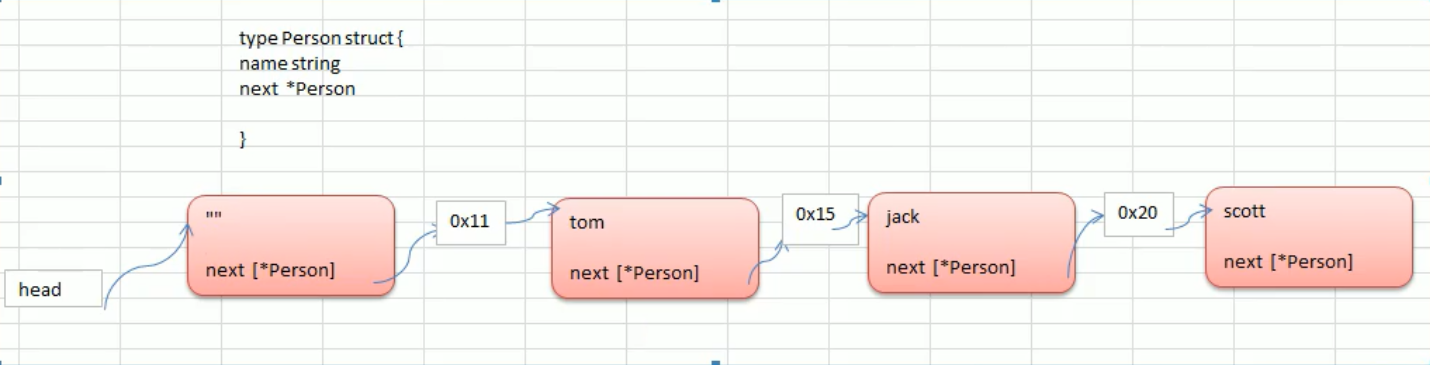 type Person struct {
name string
next *Person
}
head
""
next [*Person]
0x11
tom
next [*Person]
0x15
jack
next [*Person]
0x20
scott
next [*Person]